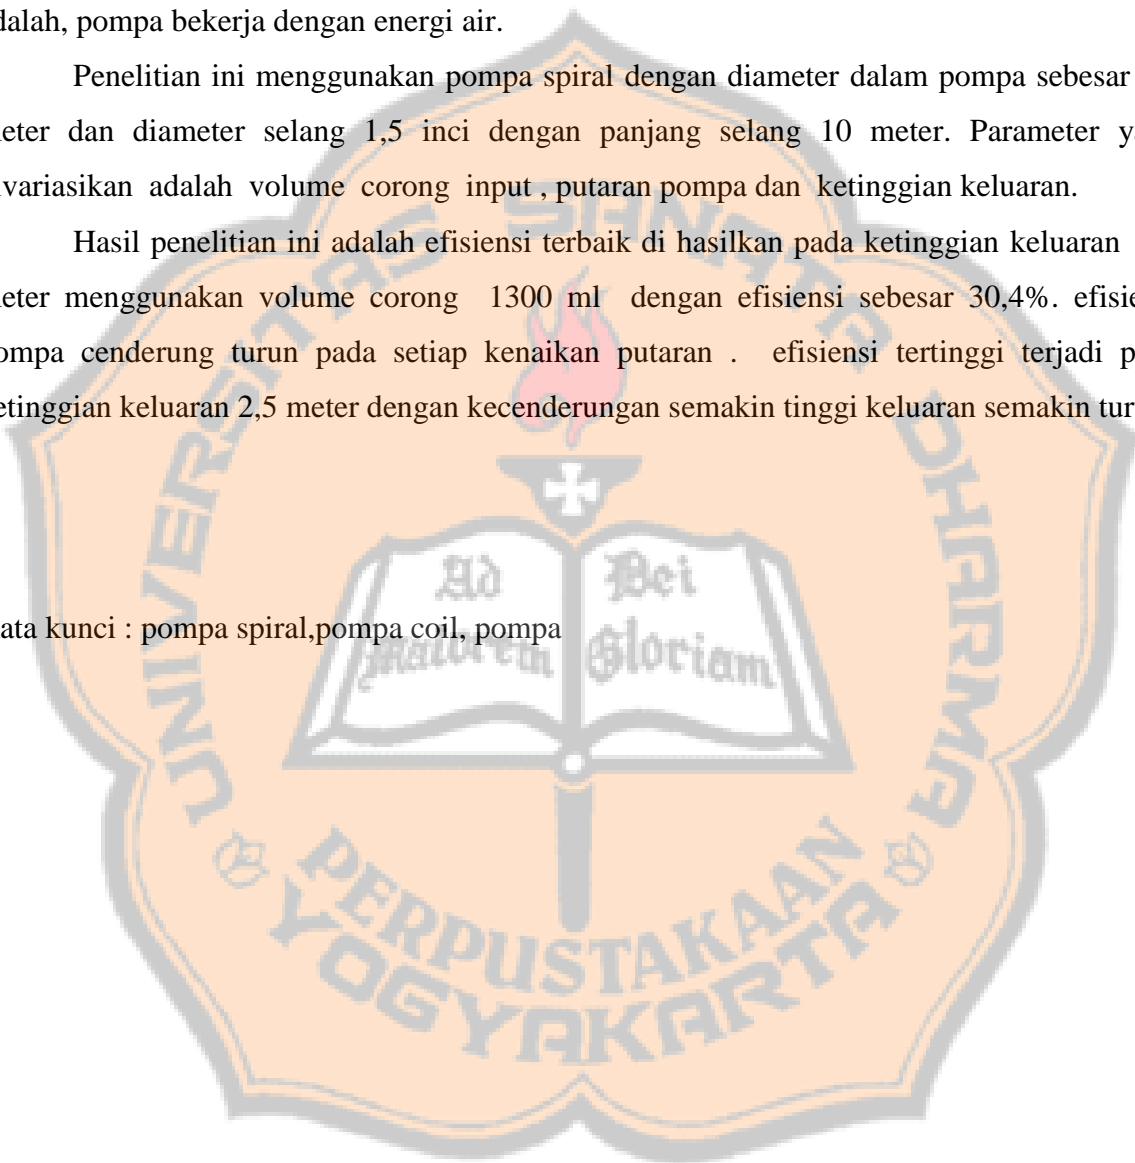 dalah, pompa bekerja dengan energi air.
Penelitian ini menggunakan pompa spiral dengan diameter dalam pompa sebesar
eter dan diameter selang 1,5 inci dengan panjang selang 10 meter. Parameter ya
ivariasikan adalah volume corong input , putaran pompa dan ketinggian keluaran.
Hasil penelitian ini adalah efisiensi terbaik di hasilkan pada ketinggian keluaran
eter menggunakan volume corong 1300 ml dengan efisiensi sebesar 30,4%. efisie
ompa cenderung turun pada setiap kenaikan putaran . efisiensi tertinggi terjadi p
etinggian keluaran 2,5 meter dengan kecenderungan semakin tinggi keluaran semakin tur
ata kunci : pompa spiral,pompa coil, pompa
UNIVERSITAS SANATA DHARMA
Ad Maiorem
Dei Gloriam
PERPUSTAKAAN
YOGYAKARTA